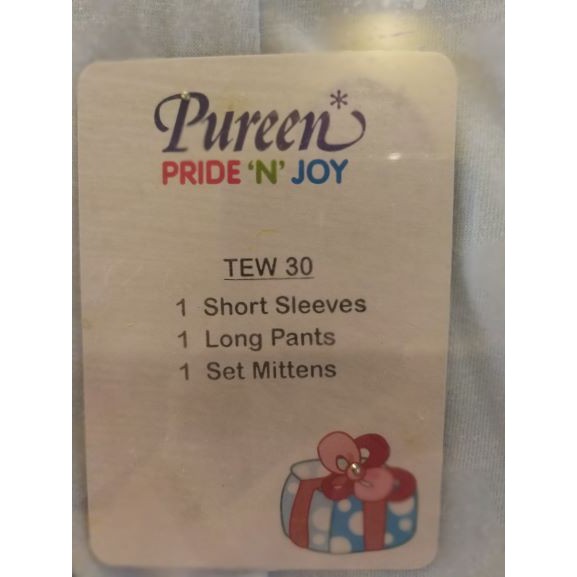 Pureen*
PRIDE 'N' JOY
TEW 30
1 Short Sleeves
1 Long Pants
1 Set Mittens